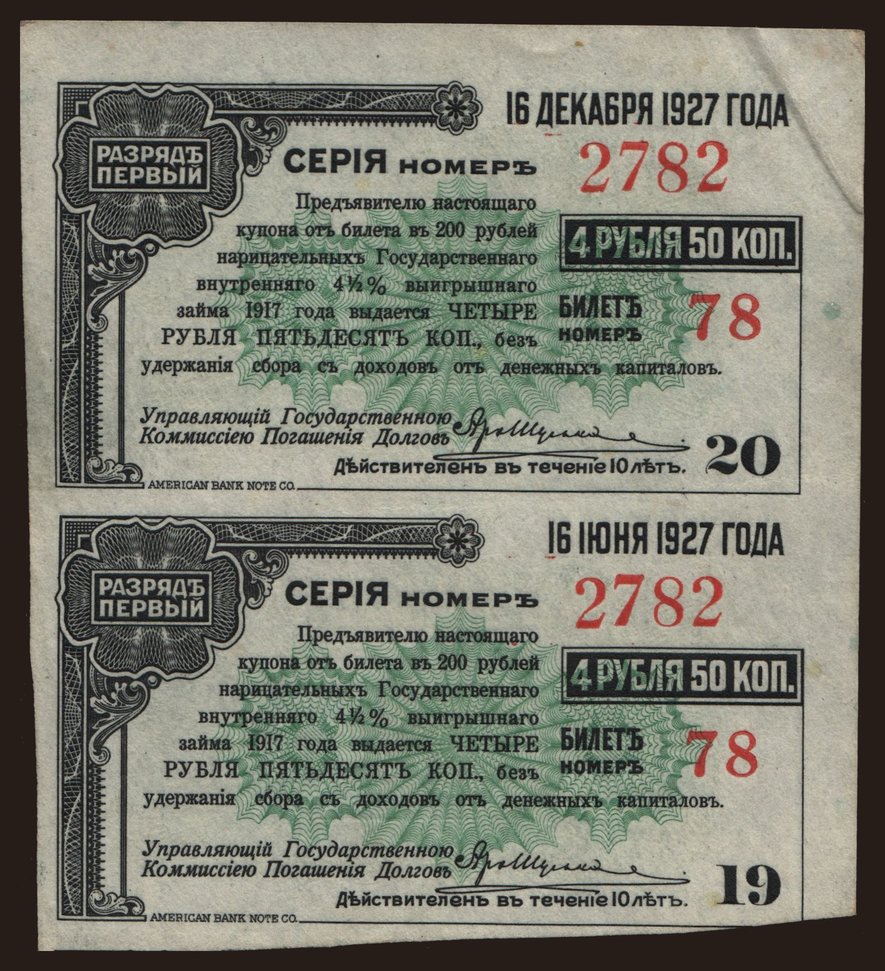 16 ДЕКАБРЯ 1927 ГОДА
РАЗРЯДЪ
ПЕРВЫЙ
СЕРІЯ НОМЕРЪ 2782
Предъявителю настоящаго
купона отъ билета въ 200 рублей
нарицательныхъ Государственнаго
внутренняго 4½% выигрышнаго
займа 1917 года выдается ЧЕТЫРЕ
РУБЛЯ ПЯТЬДЕСЯТЪ КОП., безъ
удержанія сбора съ доходовъ отъ денежныхъ капиталовъ.
4 РУБЛЯ 50 КОП.
БИЛЕТЪ
НОМЕРЪ 78
Управляющій Государственною
Коммиссіею Погашенія Долговъ
Дѣйствителенъ въ теченіе 10 лѣтъ.
20
AMERICAN BANK NOTE CO.
16 ІЮНЯ 1927 ГОДА
РАЗРЯДЪ
ПЕРВЫЙ
СЕРІЯ НОМЕРЪ 2782
Предъявителю настоящаго
купона отъ билета въ 200 рублей
нарицательныхъ Государственнаго
внутренняго 4½% выигрышнаго
займа 1917 года выдается ЧЕТЫРЕ
РУБЛЯ ПЯТЬДЕСЯТЪ КОП., безъ
удержанія сбора съ доходовъ отъ денежныхъ капиталовъ.
4 РУБЛЯ 50 КОП.
БИЛЕТЪ
НОМЕРЪ 78
Управляющій Государственною
Коммиссіею Погашенія Долговъ
Дѣйствителенъ въ теченіе 10 лѣтъ.
19
AMERICAN BANK NOTE CO.